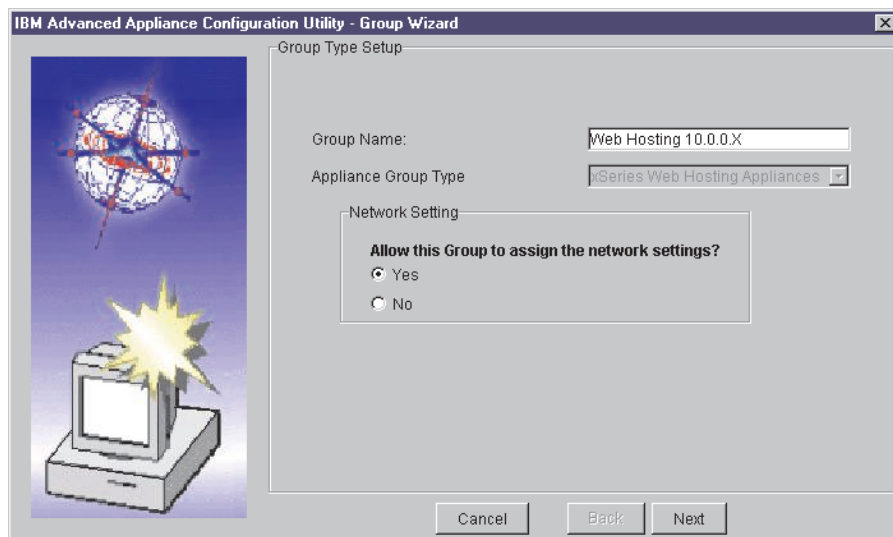 IBM Advanced Appliance Configuration Utility - Group Wizard
Group Type Setup
Group Name: Web Hosting 10.0.0.X
Appliance Group Type xSeries Web Hosting Appliances
Network Setting
Allow this Group to assign the network settings?
Yes
No
Cancel Back Next